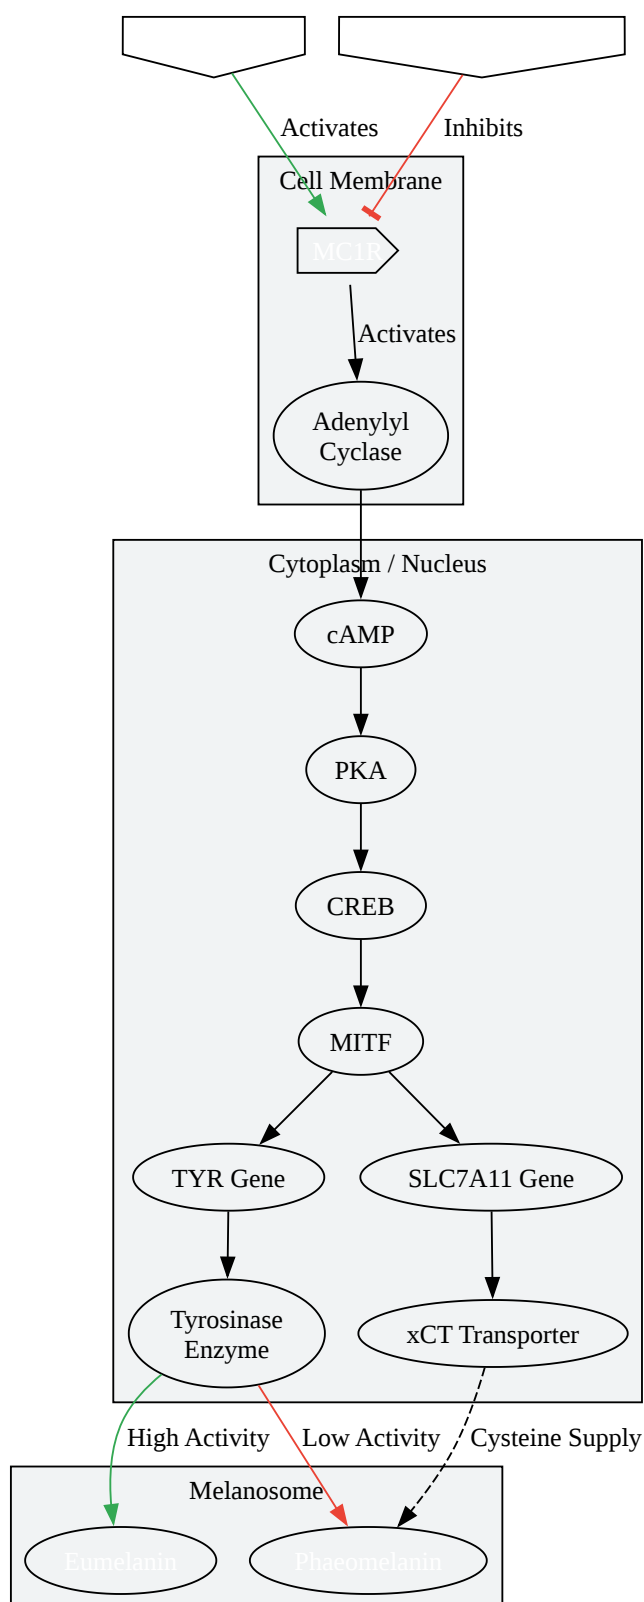 Activates
Inhibits
Cell Membrane
MC1R
Activates
Adenylyl
Cyclase
Cytoplasm / Nucleus
cAMP
PKA
CREB
MITF
TYR Gene
SLC7A11 Gene
Tyrosinase
Enzyme
xCT Transporter
High Activity
Low Activity
Cysteine Supply
Melanosome
Eumelanin
Phaeomelanin